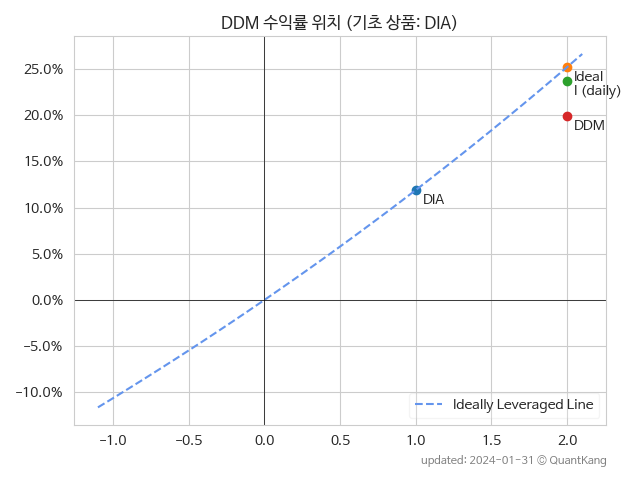 DDM 수익률 위치 (기초 상품: DIA)
25.0%
20.0%
15.0%
10.0%
5.0%
0.0%
−5.0%
−10.0%
Ideal
I (daily)
DDM
DIA
Ideally Leveraged Line
−1.0 −0.5 0.0 0.5 1.0 1.5 2.0
updated: 2024-01-31 © QuantKang